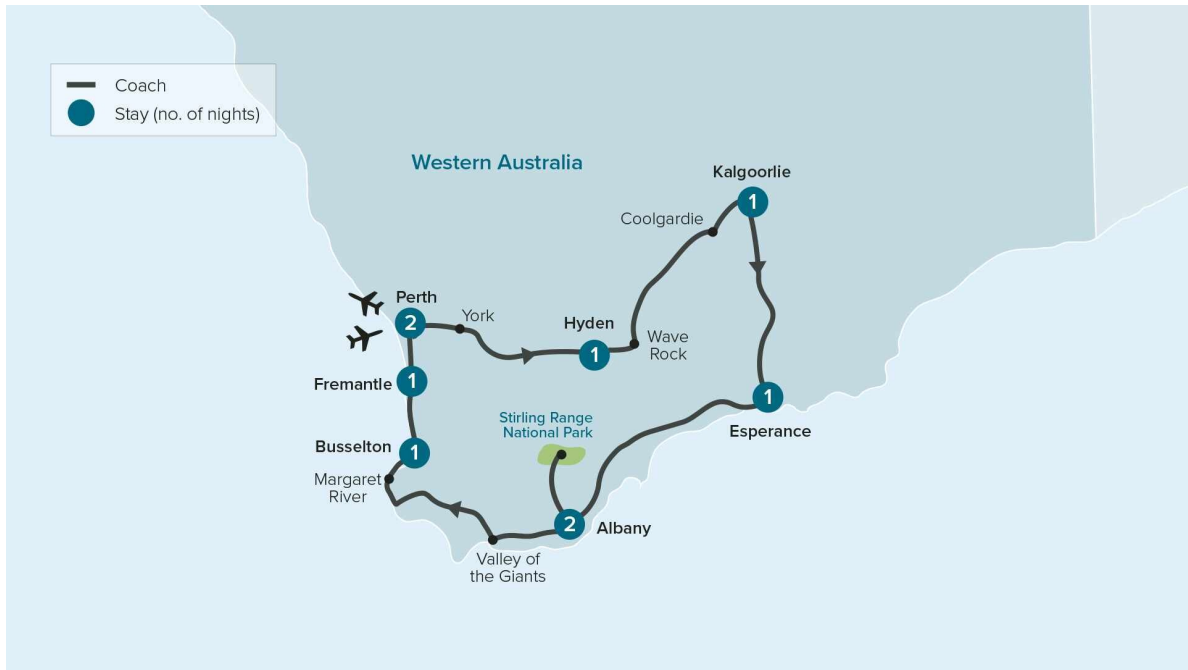 Coach
Stay (no. of nights)
Western Australia
Kalgoorlie
1
Coolgardie
Perth
2
York
Hyden
1
Wave
Rock
Fremantle
1
Esperance
1
Stirling Range
National Park
Busselton
1
Margaret
River
2
Albany
Valley of
the Giants